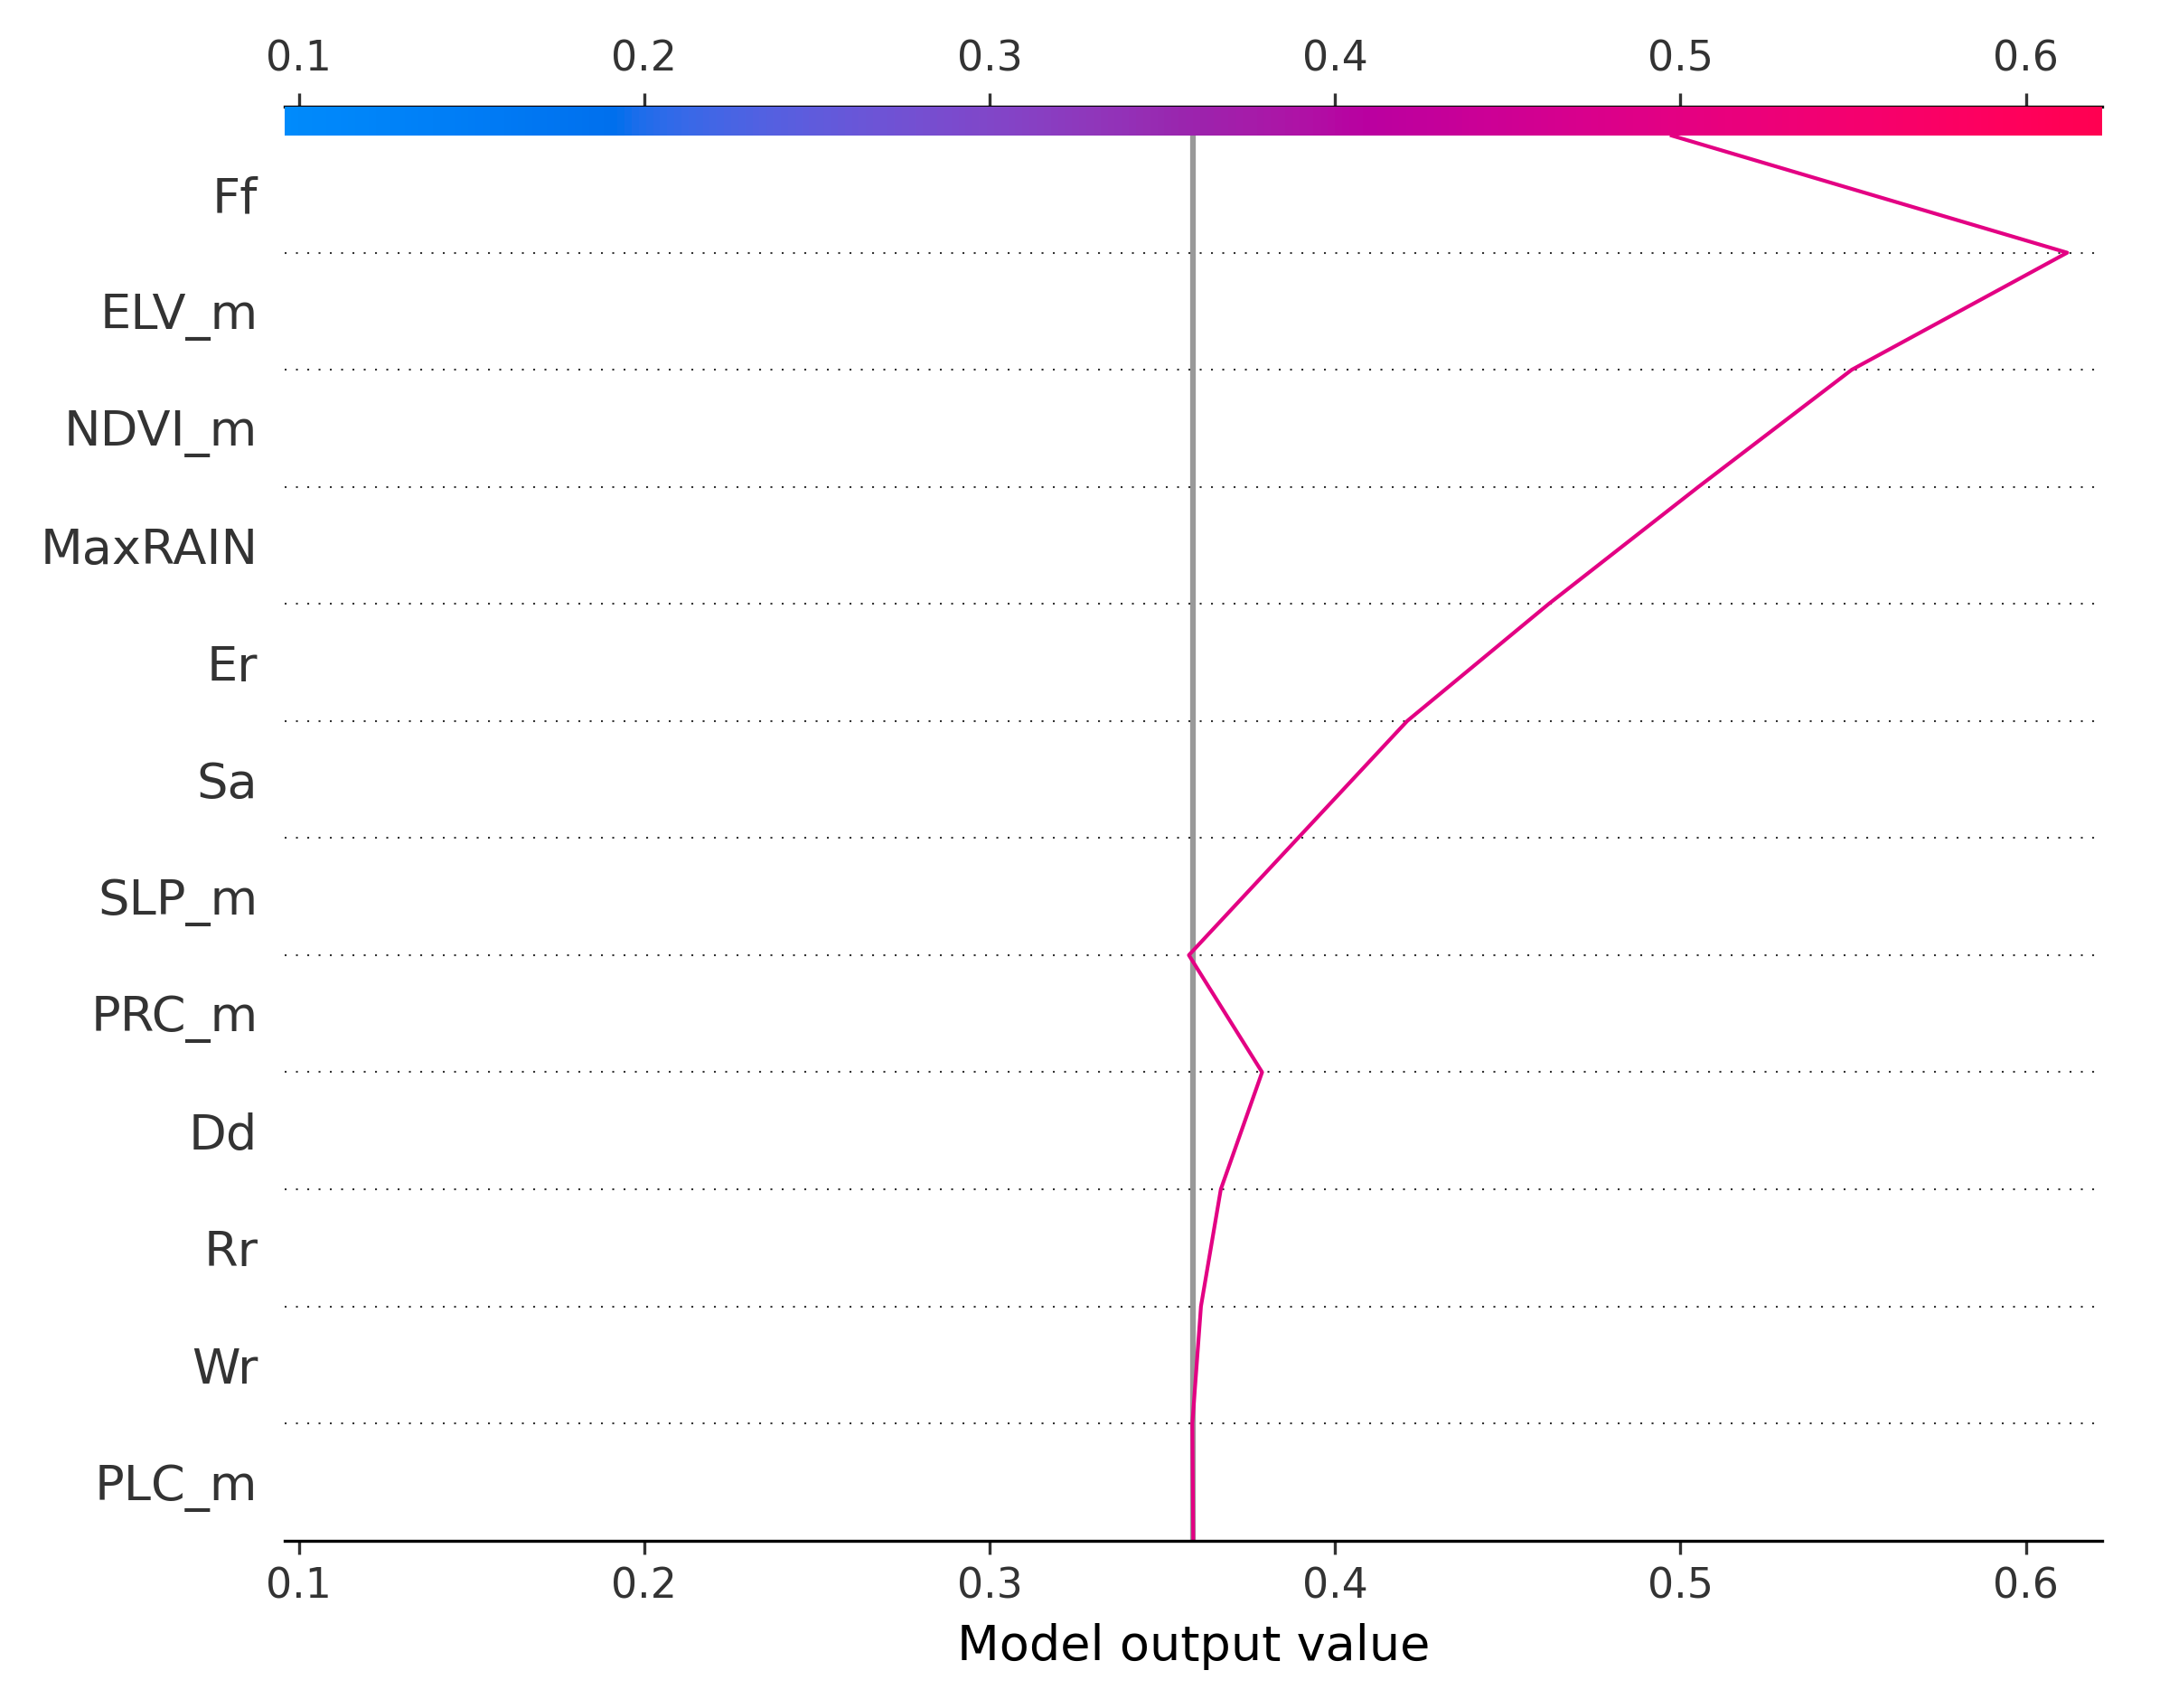 0.1 0.2 0.3 0.4 0.5 0.6
Ff
ELV_m
NDVI_m
MaxRAIN
Er
Sa
SLP_m
PRC_m
Dd
Rr
Wr
PLC_m
0.1 0.2 0.3 0.4 0.5 0.6
Model output value